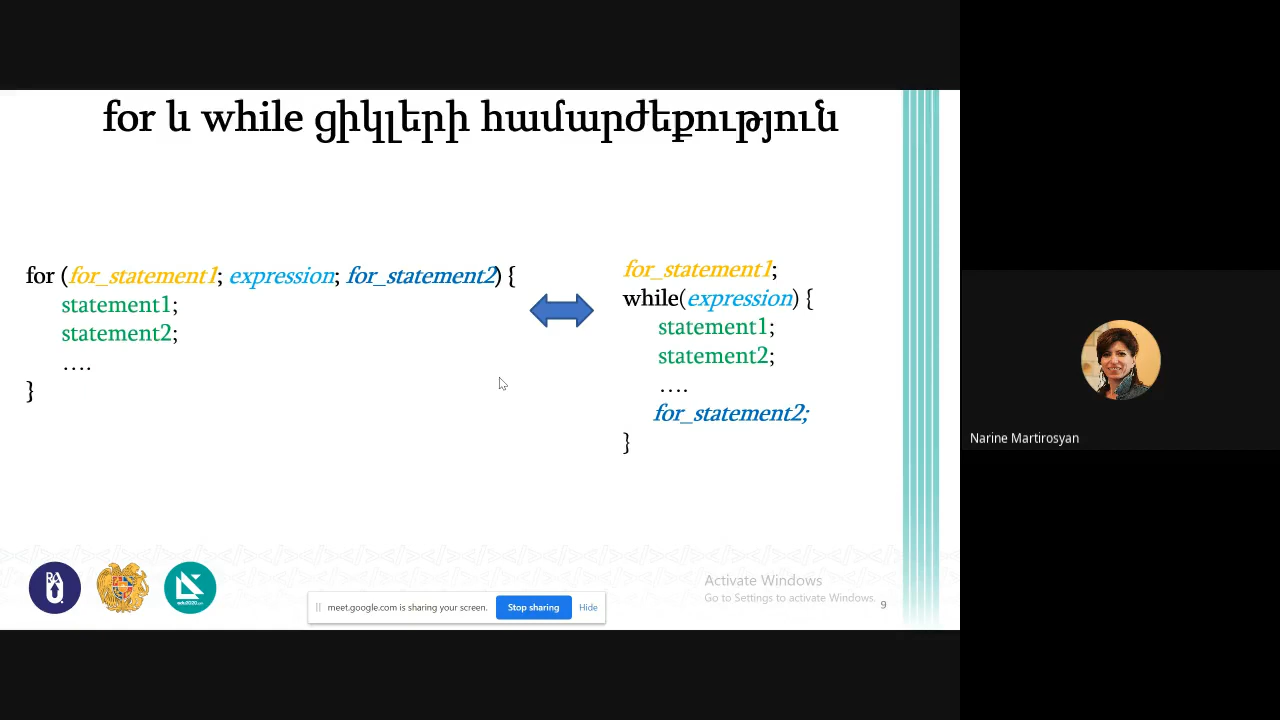 for և while ցիկլերի համարժեքություն
for (for_statement1; expression; for_statement2) {
statement1;
statement2;
….
}
for_statement1;
while(expression) {
statement1;
statement2;
….
for_statement2;
}
Narine Martirosyan
Activate Windows
Go to Settings to activate Windows.
9
meet.google.com is sharing your screen.
Stop sharing
Hide